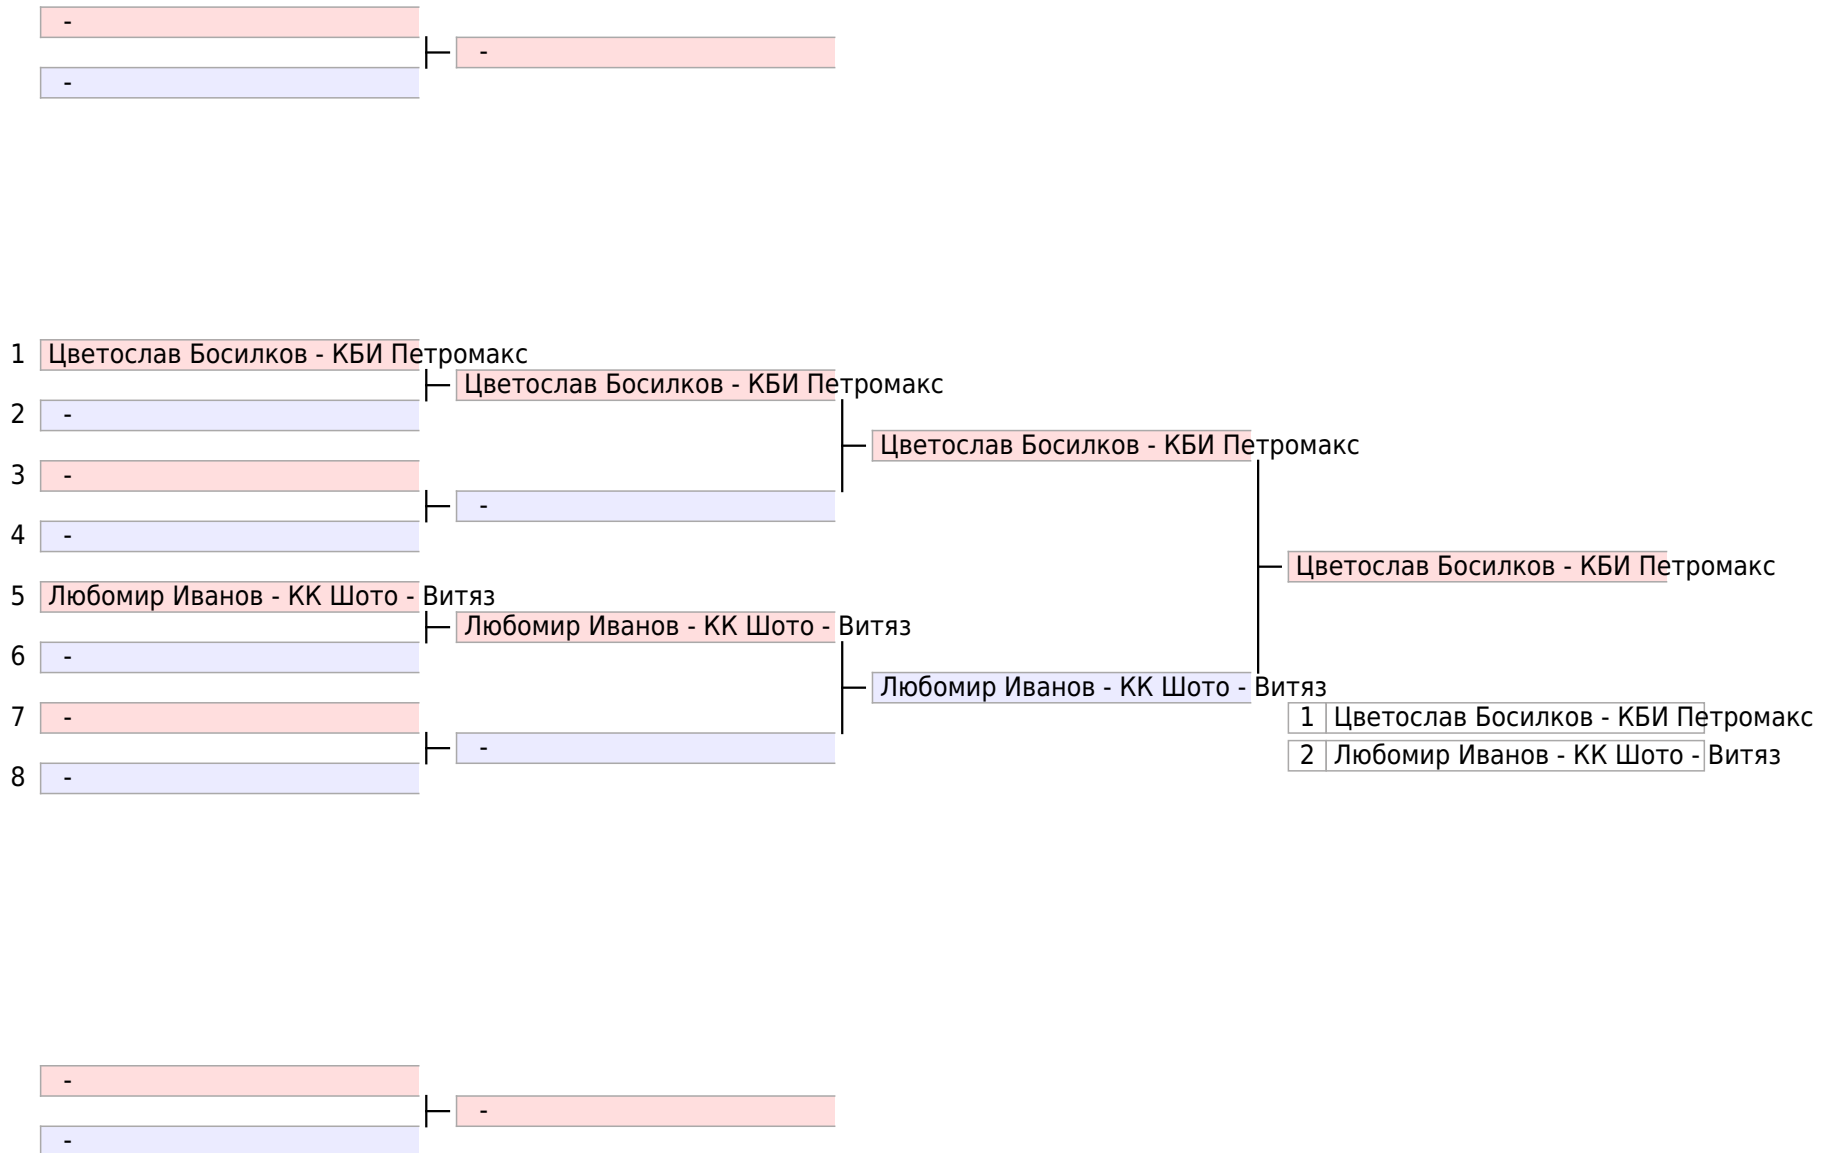 -
-
-
1 Цветослав Босилков - КБИ Петромакс
Цветослав Босилков - КБИ Петромакс
2 -
Цветослав Босилков - КБИ Петромакс
3 -
-
4 -
Цветослав Босилков - КБИ Петромакс
5 Любомир Иванов - КК Шото - Витяз
Любомир Иванов - КК Шото - Витяз
6 -
Любомир Иванов - КК Шото - Витяз
7 -
1 Цветослав Босилков - КБИ Петромакс
-
2 Любомир Иванов - КК Шото - Витяз
8 -
-
-
-